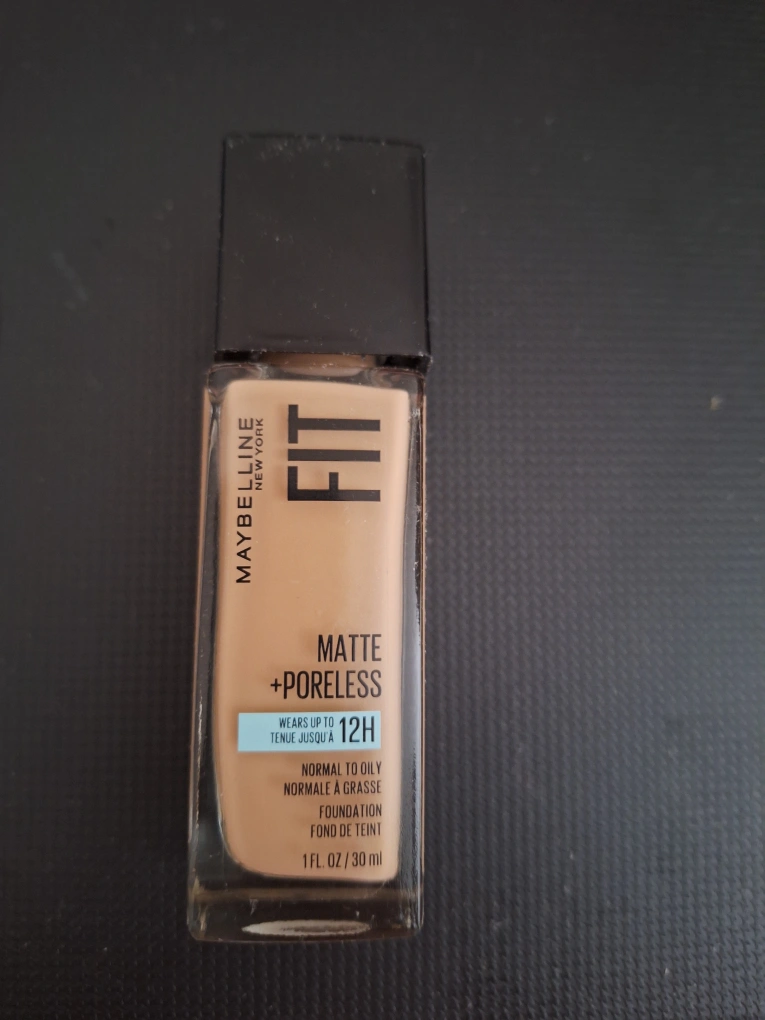 MAYBELLINE
NEW YORK
FIT
MATTE
+PORELESS
WEARS UP TO
TENUE JUSQU'À
12H
NORMAL TO OILY
NORMALE À GRASSE
FOUNDATION
FOND DE TEINT
1 FL. OZ / 30 ml